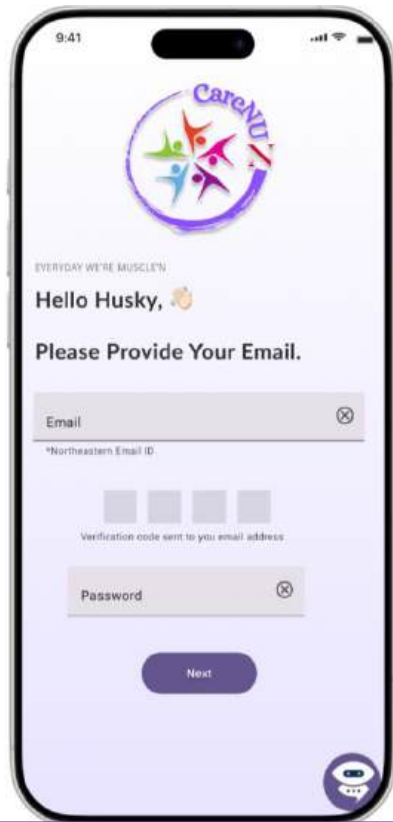 9:41
CareNU
EVERYDAY WE'RE MUSCLE'N
Hello Husky, 👋🏻
Please Provide Your Email.
Email
*Northeastern Email ID
Verification code sent to you email address
Password
Next